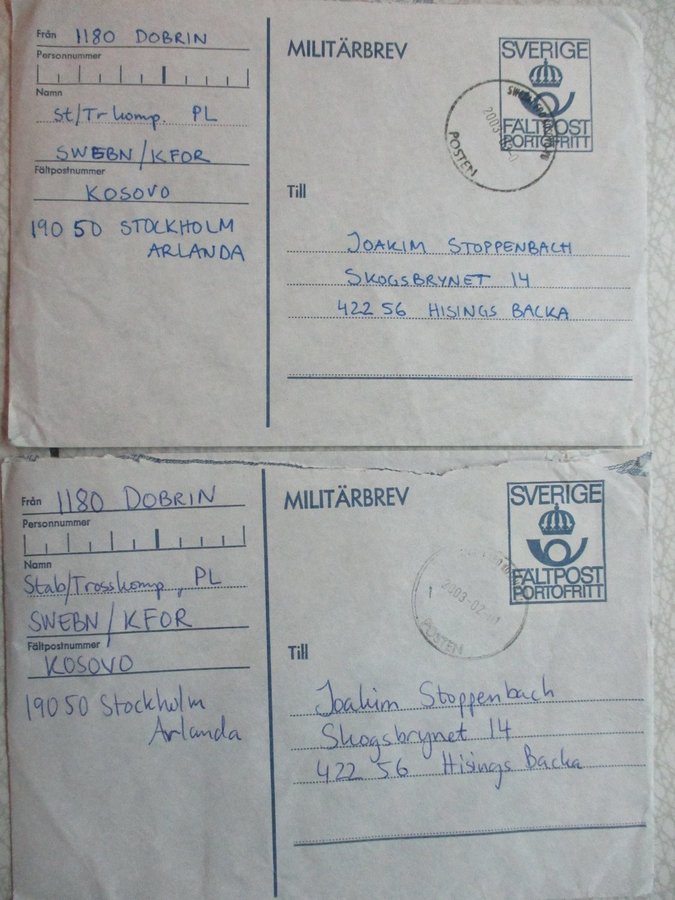 Från 1180 DOBRIN
Personnummer
Namn
St/Tr komp. PL
SWEBN/KFOR
Fältpostnummer
KOSOVO
190 50 STOCKHOLM
ARLANDA
MILITÄRBREV
SVERIGE
FÄLTPOST
PORTOFRITT
2003-02-
POSTEN
Till
JOAKIM STOPPENBACH
SKOGSBRYNET 14
422 56 HISINGS BACKA
Från 1180 DOBRIN
Personnummer
Namn
Stab/Trosskomp, PL
SWEBN/KFOR
Fältpostnummer
KOSOVO
190 50 Stockholm
Arlanda
MILITÄRBREV
SVERIGE
FÄLTPOST
PORTOFRITT
2003-02-
POSTEN
Till
Joakim Stoppenbach
Skogsbrynet 14
422 56 Hisings Backa